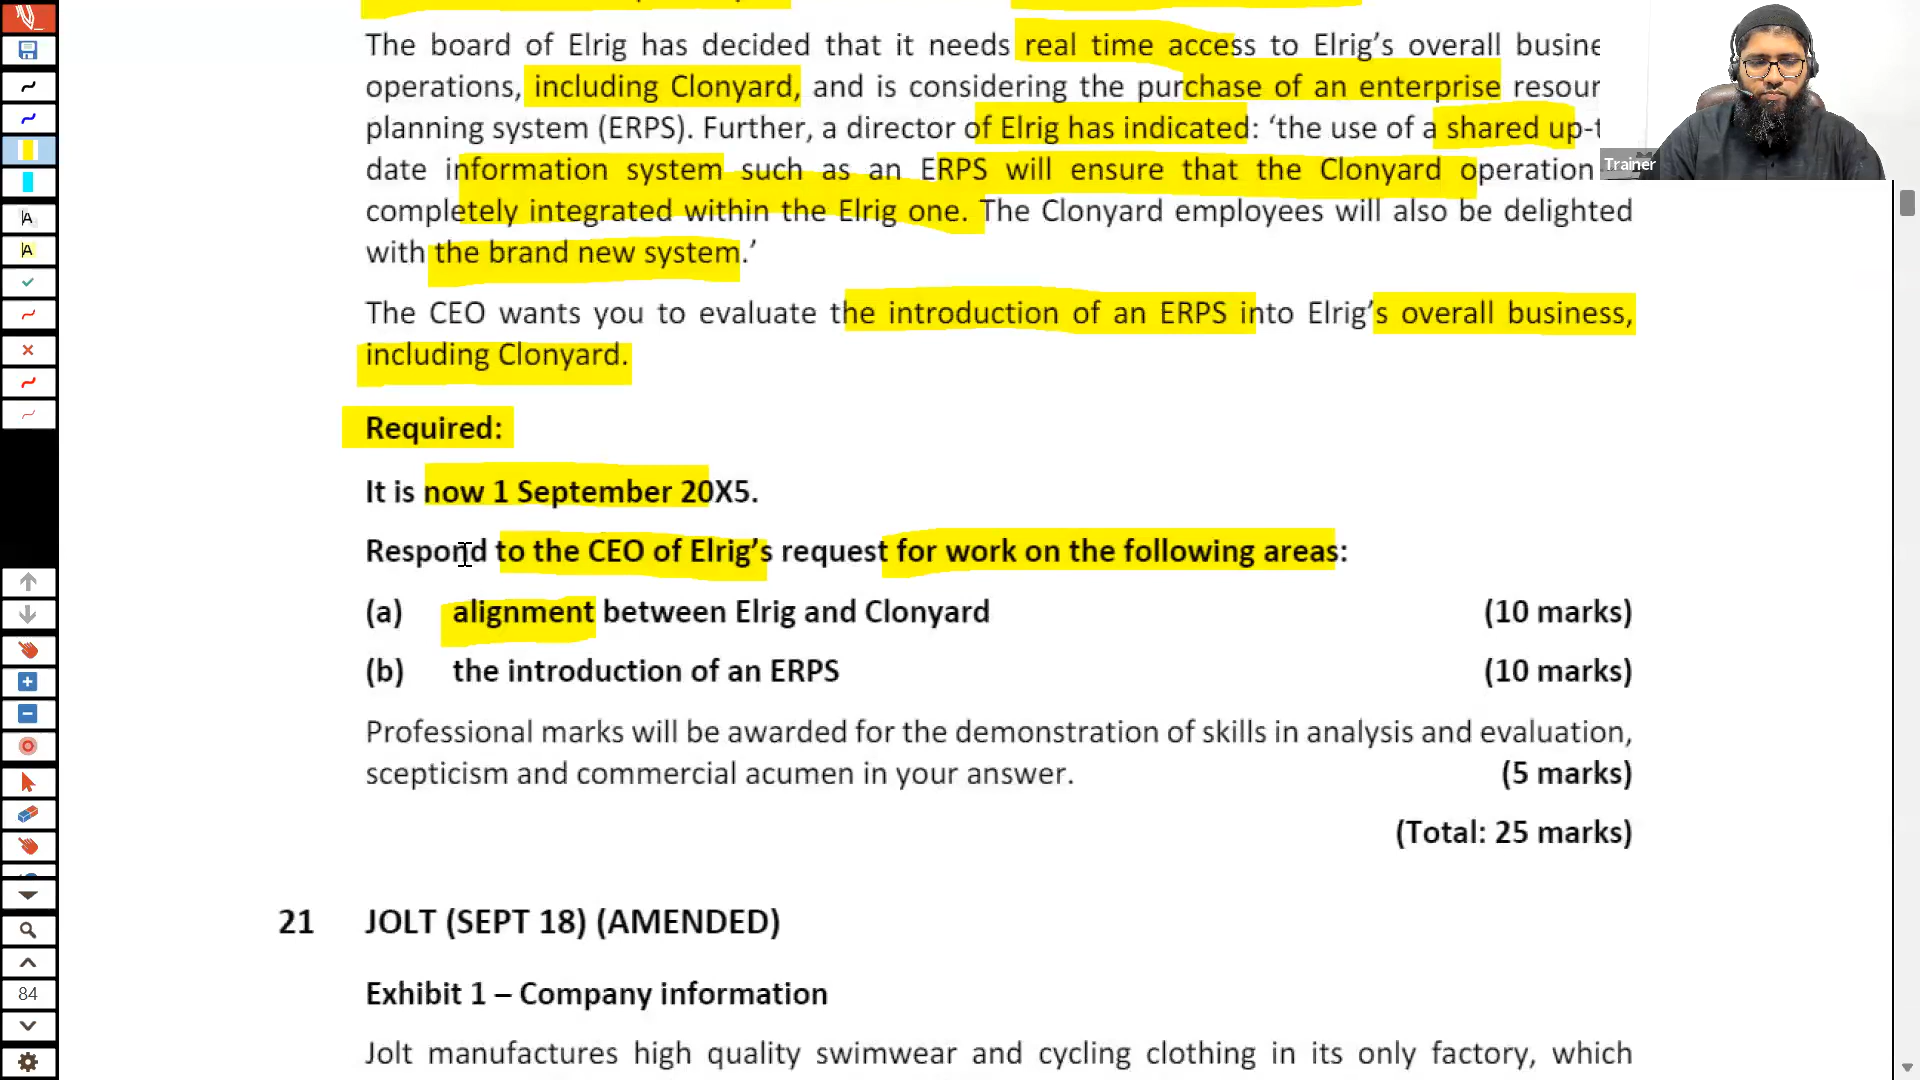 The board of Elrig has decided that it needs real time access to Elrig's overall busine
operations, including Clonyard, and is considering the purchase of an enterprise resour
planning system (ERPS). Further, a director of Elrig has indicated: 'the use of a shared up-t
date information system such as an ERPS will ensure that the Clonyard operation
Trainer
completely integrated within the Elrig one. The Clonyard employees will also be delighted
with the brand new system.'
The CEO wants you to evaluate the introduction of an ERPS into Elrig's overall business,
including Clonyard.
Required:
It is now 1 September 20X5.
Respond to the CEO of Elrig's request for work on the following areas:
(a) alignment between Elrig and Clonyard (10 marks)
(b) the introduction of an ERPS (10 marks)
Professional marks will be awarded for the demonstration of skills in analysis and evaluation,
scepticism and commercial acumen in your answer. (5 marks)
(Total: 25 marks)
21 JOLT (SEPT 18) (AMENDED)
Exhibit 1 – Company information
Jolt manufactures high quality swimwear and cycling clothing in its only factory, which
A
A
84